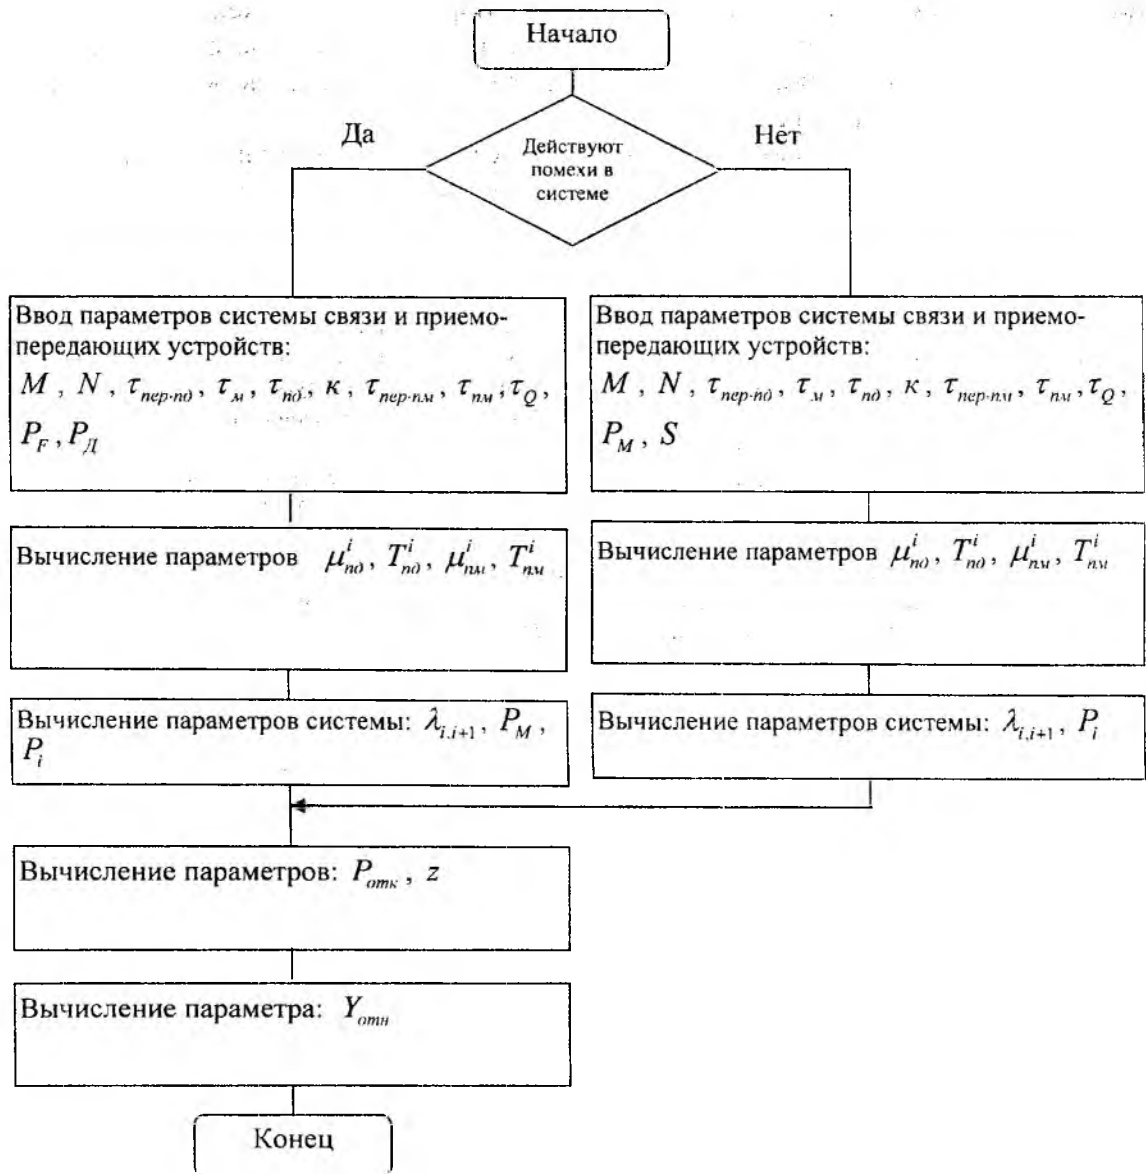 Начало
Да
Нет
Действуют
помехи в
системе
Ввод параметров системы связи и приемо-
передающих устройств:
M , N , τ_пер-пд, τ_м, τ_пд, к , τ_пер-пм, τ_пм, τ_Q ,
P_F , P_Д
Ввод параметров системы связи и приемо-
передающих устройств:
M , N , τ_пер-пд, τ_м, τ_пд, к , τ_пер-пм, τ_пм, τ_Q ,
P_M , S
Вычисление параметров μ^i_пд, T^i_пд, μ^i_пм, T^i_пм
Вычисление параметров μ^i_пд, T^i_пд, μ^i_пм, T^i_пм
Вычисление параметров системы: λ_i,i+1, P_M ,
P_i
Вычисление параметров системы: λ_i,i+1, P_i
Вычисление параметров: P_отк , z
Вычисление параметра: Y_отн
Конец